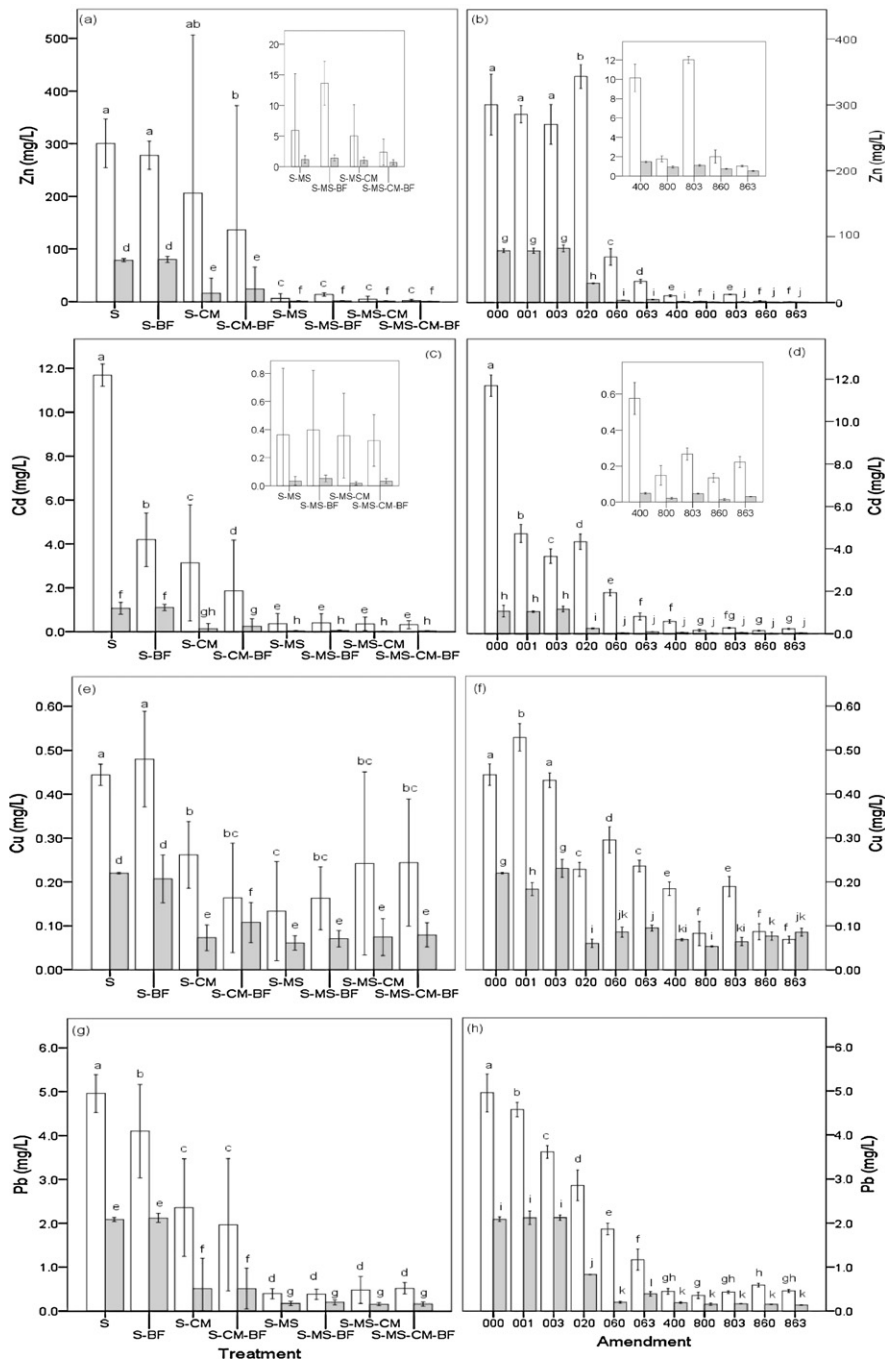 (a)
Zn (mg/L)
500
400
300
200
100
0
a a ab b
d d e e c f c f c f c f
20
15
10
5
0
S-MS S-MS-BF S-MS-CM S-MS-CM-BF
S S-BF S-CM S-CM-BF S-MS S-MS-BF S-MS-CM S-MS-CM-BF
(b)
Zn (mg/L)
400
300
200
100
0
a a a b
g g g h c i d i e i f i e j f j f j
12
10
8
6
4
2
0
400 800 803 860 863
000 001 003 020 060 063 400 800 803 860 863
(c)
Cd (mg/L)
12.0
10.0
8.0
6.0
4.0
2.0
0.0
a b c d
f f gh g e h e h e h e h
0.8
0.6
0.4
0.2
0.0
S-MS S-MS-BF S-MS-CM S-MS-CM-BF
S S-BF S-CM S-CM-BF S-MS S-MS-BF S-MS-CM S-MS-CM-BF
(d)
Cd (mg/L)
12.0
10.0
8.0
6.0
4.0
2.0
0.0
a b c d
h h h i e j f j f j g j fg j g j g j
0.6
0.4
0.2
0.0
400 800 803 860 863
000 001 003 020 060 063 400 800 803 860 863
(e)
Cu (mg/L)
0.60
0.50
0.40
0.30
0.20
0.10
0.00
a a b bc c bc bc bc
d d e f e e e e
S S-BF S-CM S-CM-BF S-MS S-MS-BF S-MS-CM S-MS-CM-BF
(f)
Cu (mg/L)
0.60
0.50
0.40
0.30
0.20
0.10
0.00
a b a c d c e f e f f
g h g i jk j ki i ki k jk
000 001 003 020 060 063 400 800 803 860 863
(g)
Pb (mg/L)
6.0
5.0
4.0
3.0
2.0
1.0
0.0
a b c c d d d d
e e f f g g g g
S S-BF S-CM S-CM-BF S-MS S-MS-BF S-MS-CM S-MS-CM-BF
Treatment
(h)
Pb (mg/L)
6.0
5.0
4.0
3.0
2.0
1.0
0.0
a b c d e f gh g gh h gh
i i i j k l k k k k k
000 001 003 020 060 063 400 800 803 860 863
Amendment